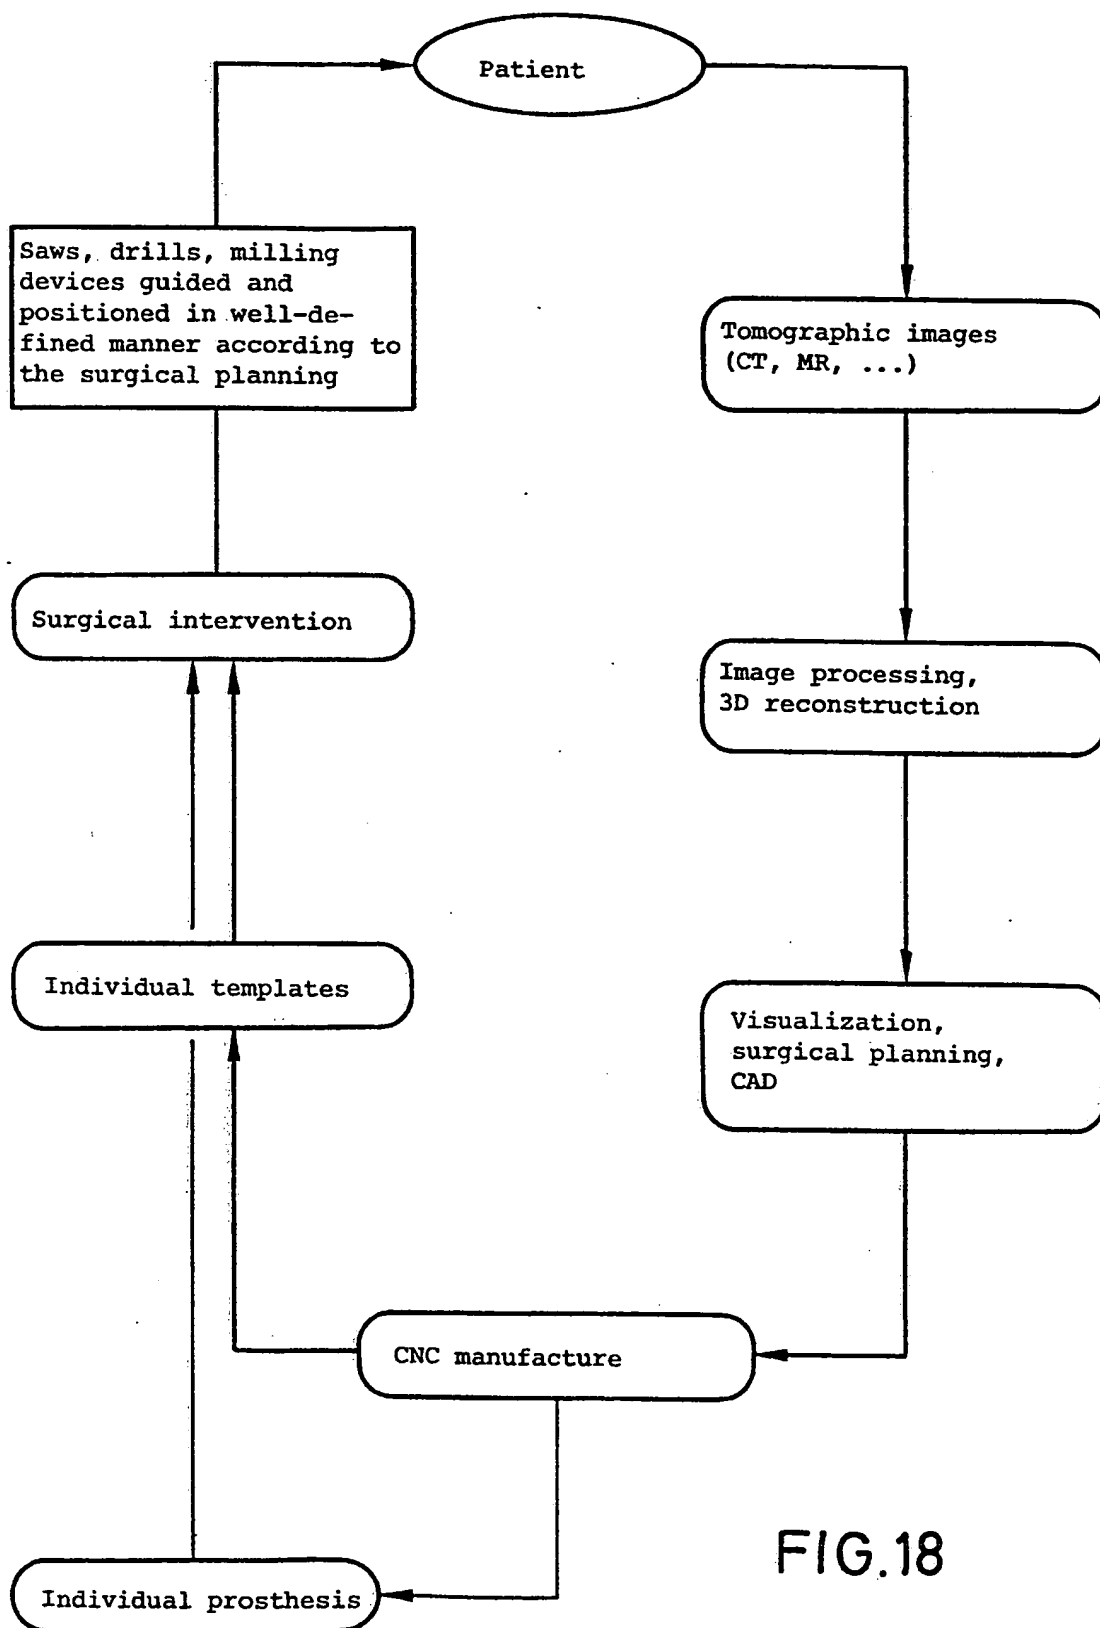 Patient
Saws, drills, milling
devices guided and
positioned in well-de-
fined manner according to
the surgical planning
Tomographic images
(CT, MR, ...)
Surgical intervention
Image processing,
3D reconstruction
Individual templates
Visualization,
surgical planning,
CAD
CNC manufacture
Individual prosthesis
FIG.18